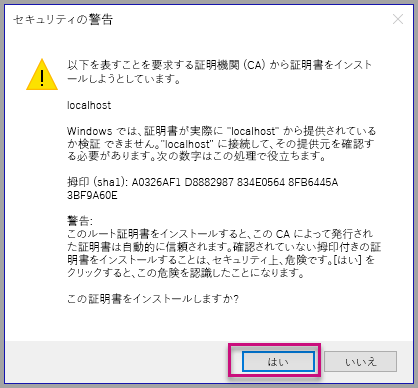 セキュリティの警告
以下を表すことを要求する証明機関 (CA) から証明書をインスト
ールしようとしています。
localhost
Windows では、証明書が実際に "localhost" から提供されている
か検証 できません。"localhost" に接続して、その提供元を確認す
る必要があります。次の数字はこの処理で役立ちます。
拇印 (sha1): A0326AF1 D8882987 834E0564 8FB6445A
3BF9A60E
警告:
このルート証明書をインストールすると、この CA によって発行され
た証明書は自動的に信頼されます。確認されていない拇印付きの証
明書をインストールすることは、セキュリティ上、危険です。[はい] を
クリックすると、この危険を認識したことになります。
この証明書をインストールしますか?
はい
いいえ